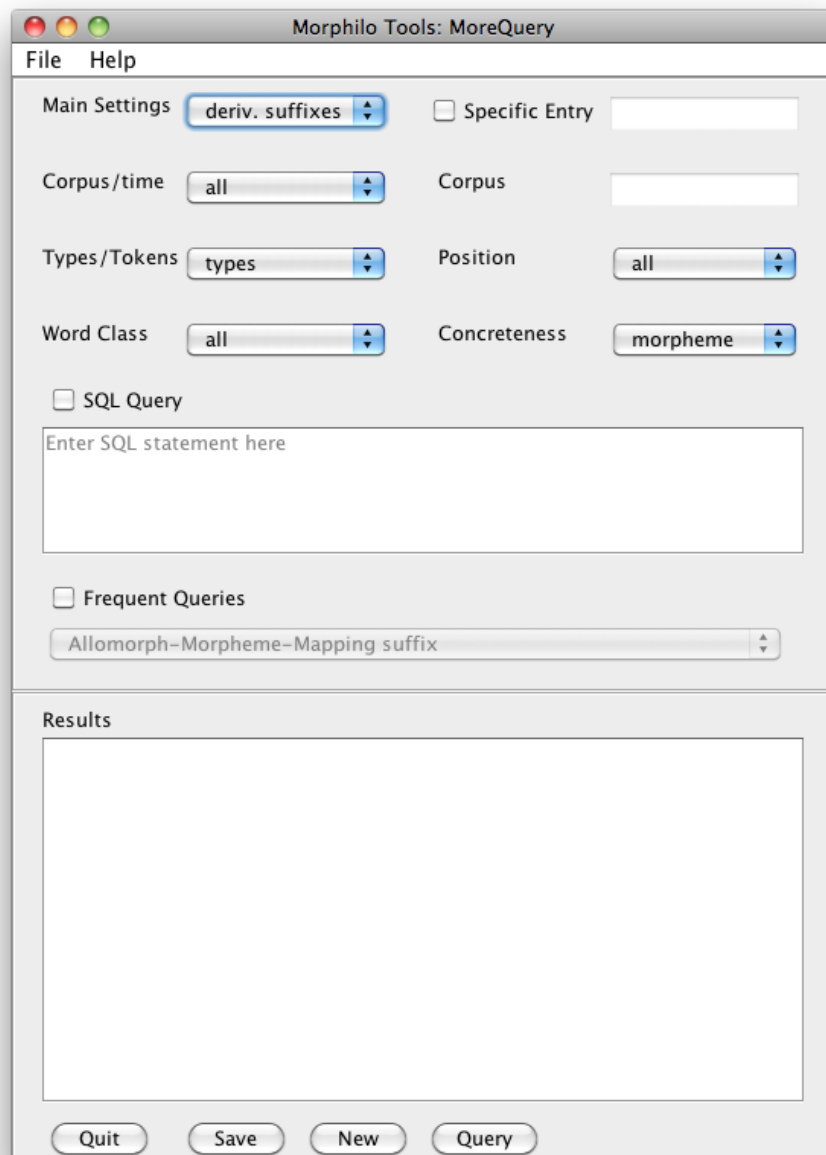 Morphilo Tools: MoreQuery
File Help
Main Settings deriv. suffixes Specific Entry
Corpus/time all Corpus
Types/Tokens types Position all
Word Class all Concreteness morpheme
SQL Query
Enter SQL statement here
Frequent Queries
Allomorph-Morpheme-Mapping suffix
Results
Quit Save New Query